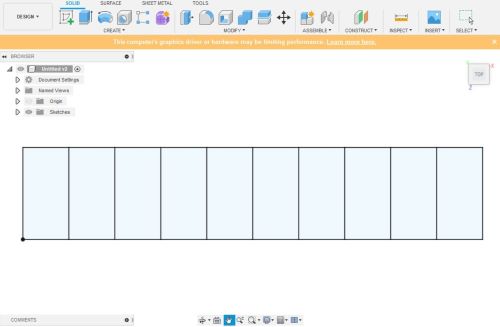 SOLID SURFACE SHEET METAL TOOLS
DESIGN
CREATE MODIFY ASSEMBLE CONSTRUCT INSPECT INSERT SELECT
This computer's graphics driver or hardware may be limiting performance. Learn more here.
BROWSER
TOP
X
Z
Untitled v2
Document Settings
Named Views
Origin
Sketches
COMMENTS